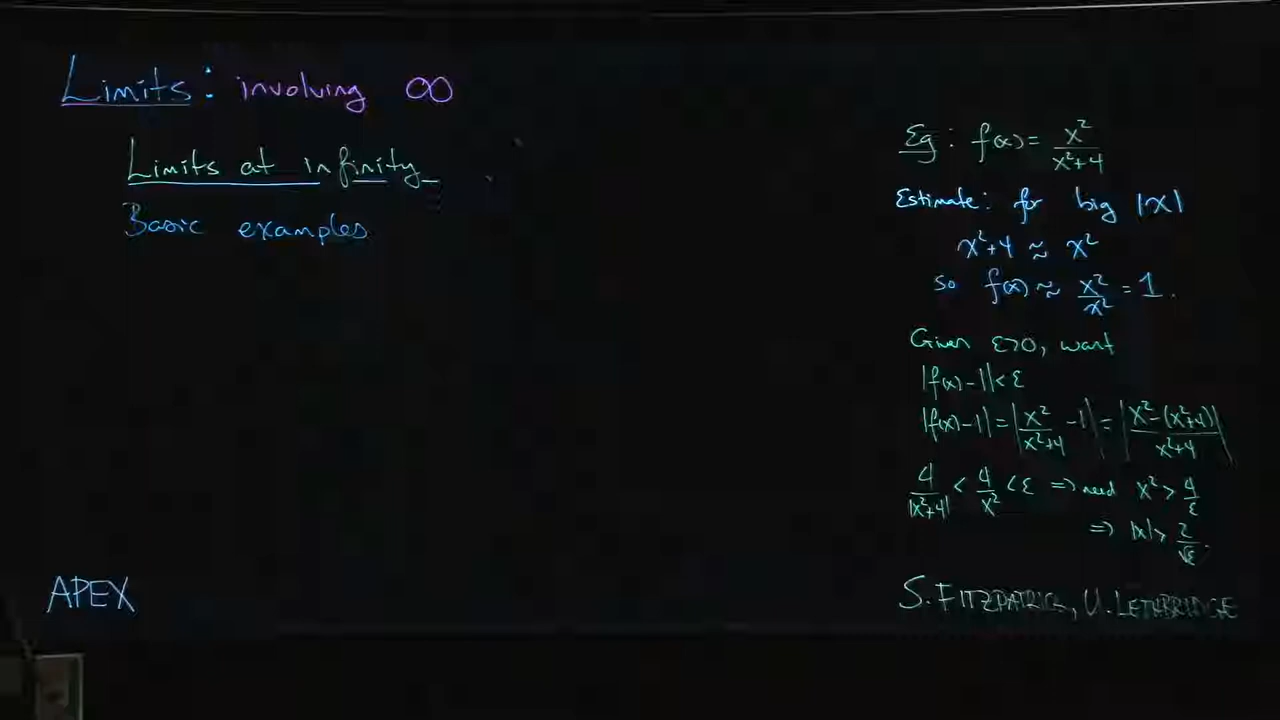 Limits: involving ∞
Limits at infinity
Basic examples
Eg: f(x) = x²/(x²+4)
Estimate: for big |x|
x²+4 ≈ x²
so f(x) ≈ x²/x² = 1.
Given ε>0, want
|f(x)-1|<ε
|f(x)-1| = |x²/(x²+4) -1| = |(x²-(x²+4))/(x²+4)|
4/|x²+4| < 4/x² < ε ⇒ need x² > 4/ε
⇒ |x| > 2/√ε.
APEX
S. FITZPATRICK, U. LETHBRIDGE